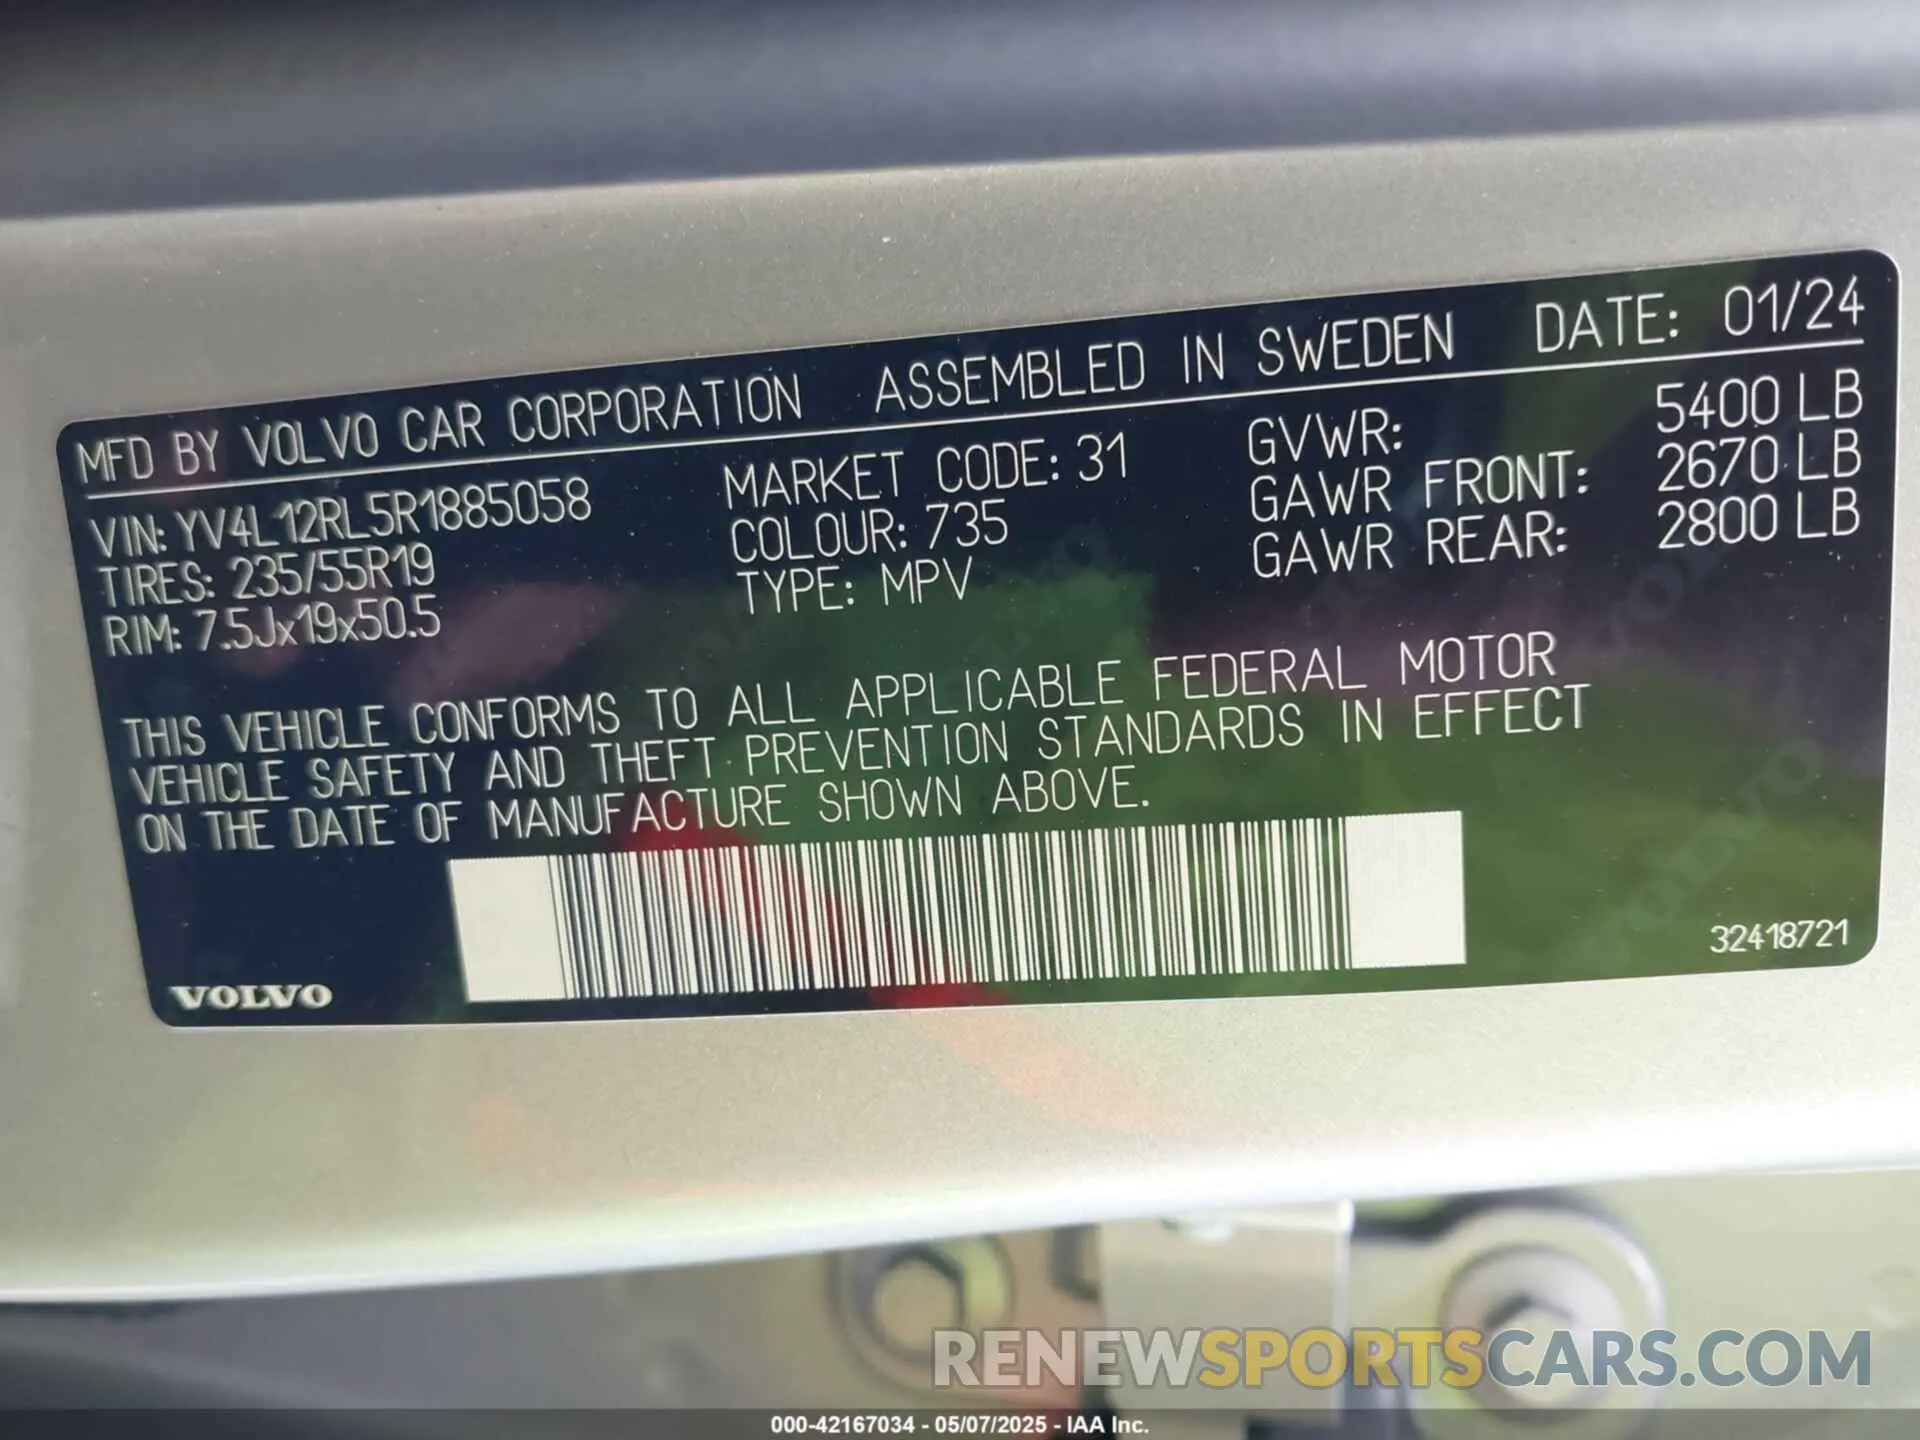 MFD BY VOLVO CAR CORPORATION ASSEMBLED IN SWEDEN DATE: 01/24
VIN: YV4L12RL5R1885058 MARKET CODE: 31 GVWR: 5400 LB
TIRES: 235/55R19 COLOUR: 735 GAWR FRONT: 2670 LB
RIM: 7.5Jx19x50.5 TYPE: MPV GAWR REAR: 2800 LB
THIS VEHICLE CONFORMS TO ALL APPLICABLE FEDERAL MOTOR
VEHICLE SAFETY AND THEFT PREVENTION STANDARDS IN EFFECT
ON THE DATE OF MANUFACTURE SHOWN ABOVE.
32418721
VOLVO
RENEWSPORTSCARS.COM
000-42167034 - 05/07/2025 - IAA Inc.